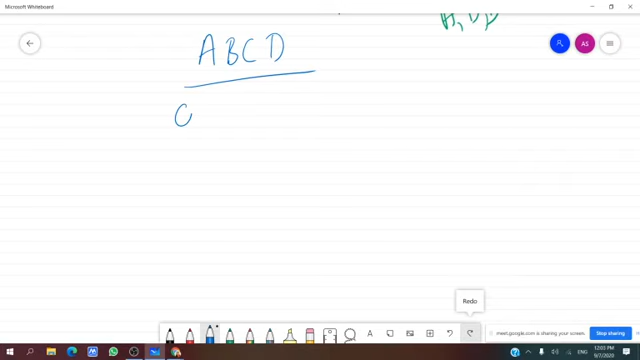 Microsoft Whiteboard
A, D,
AS
A B C D
C
Redo
meet.google.com is sharing your screen.
Stop sharing
A
ENG
12:03 PM
9/7/2020